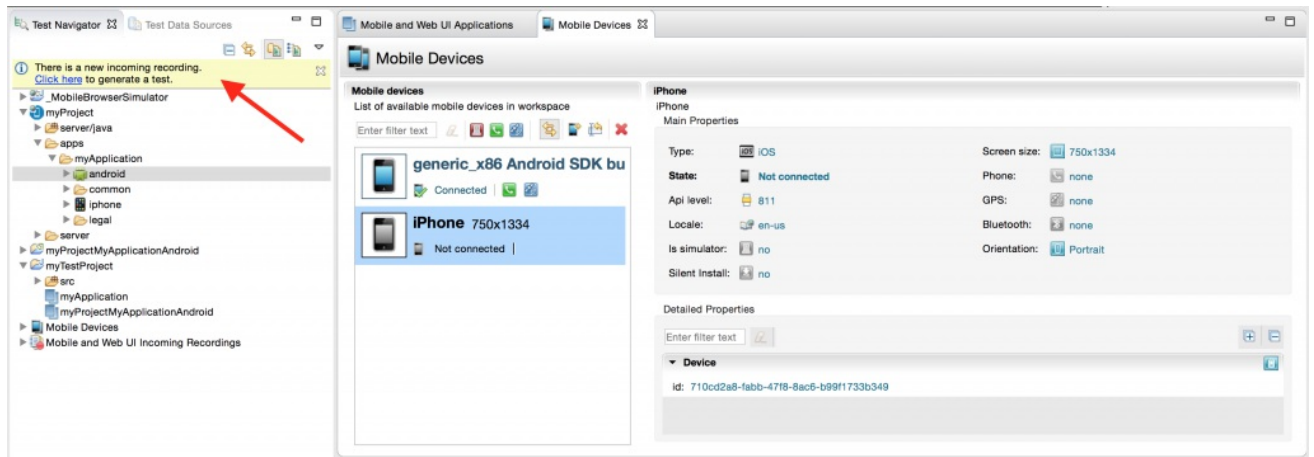 Test Navigator
Test Data Sources
There is a new incoming recording.
Click here to generate a test.
_MobileBrowserSimulator
myProject
server/java
apps
myApplication
android
common
iphone
legal
server
myProjectMyApplicationAndroid
myTestProject
src
myApplication
myProjectMyApplicationAndroid
Mobile Devices
Mobile and Web UI Incoming Recordings
Mobile and Web UI Applications
Mobile Devices
Mobile Devices
Mobile devices
List of available mobile devices in workspace
Enter filter text
generic_x86 Android SDK bu
Connected
iPhone 750x1334
Not connected
iPhone
iPhone
Main Properties
Type: iOS
Screen size: 750x1334
State: Not connected
Phone: none
Api level: 811
GPS: none
Locale: en-us
Bluetooth: none
Is simulator: no
Orientation: Portrait
Silent Install: no
Detailed Properties
Enter filter text
Device
id: 710cd2a8-fabb-47f8-8ac6-b99f1733b349